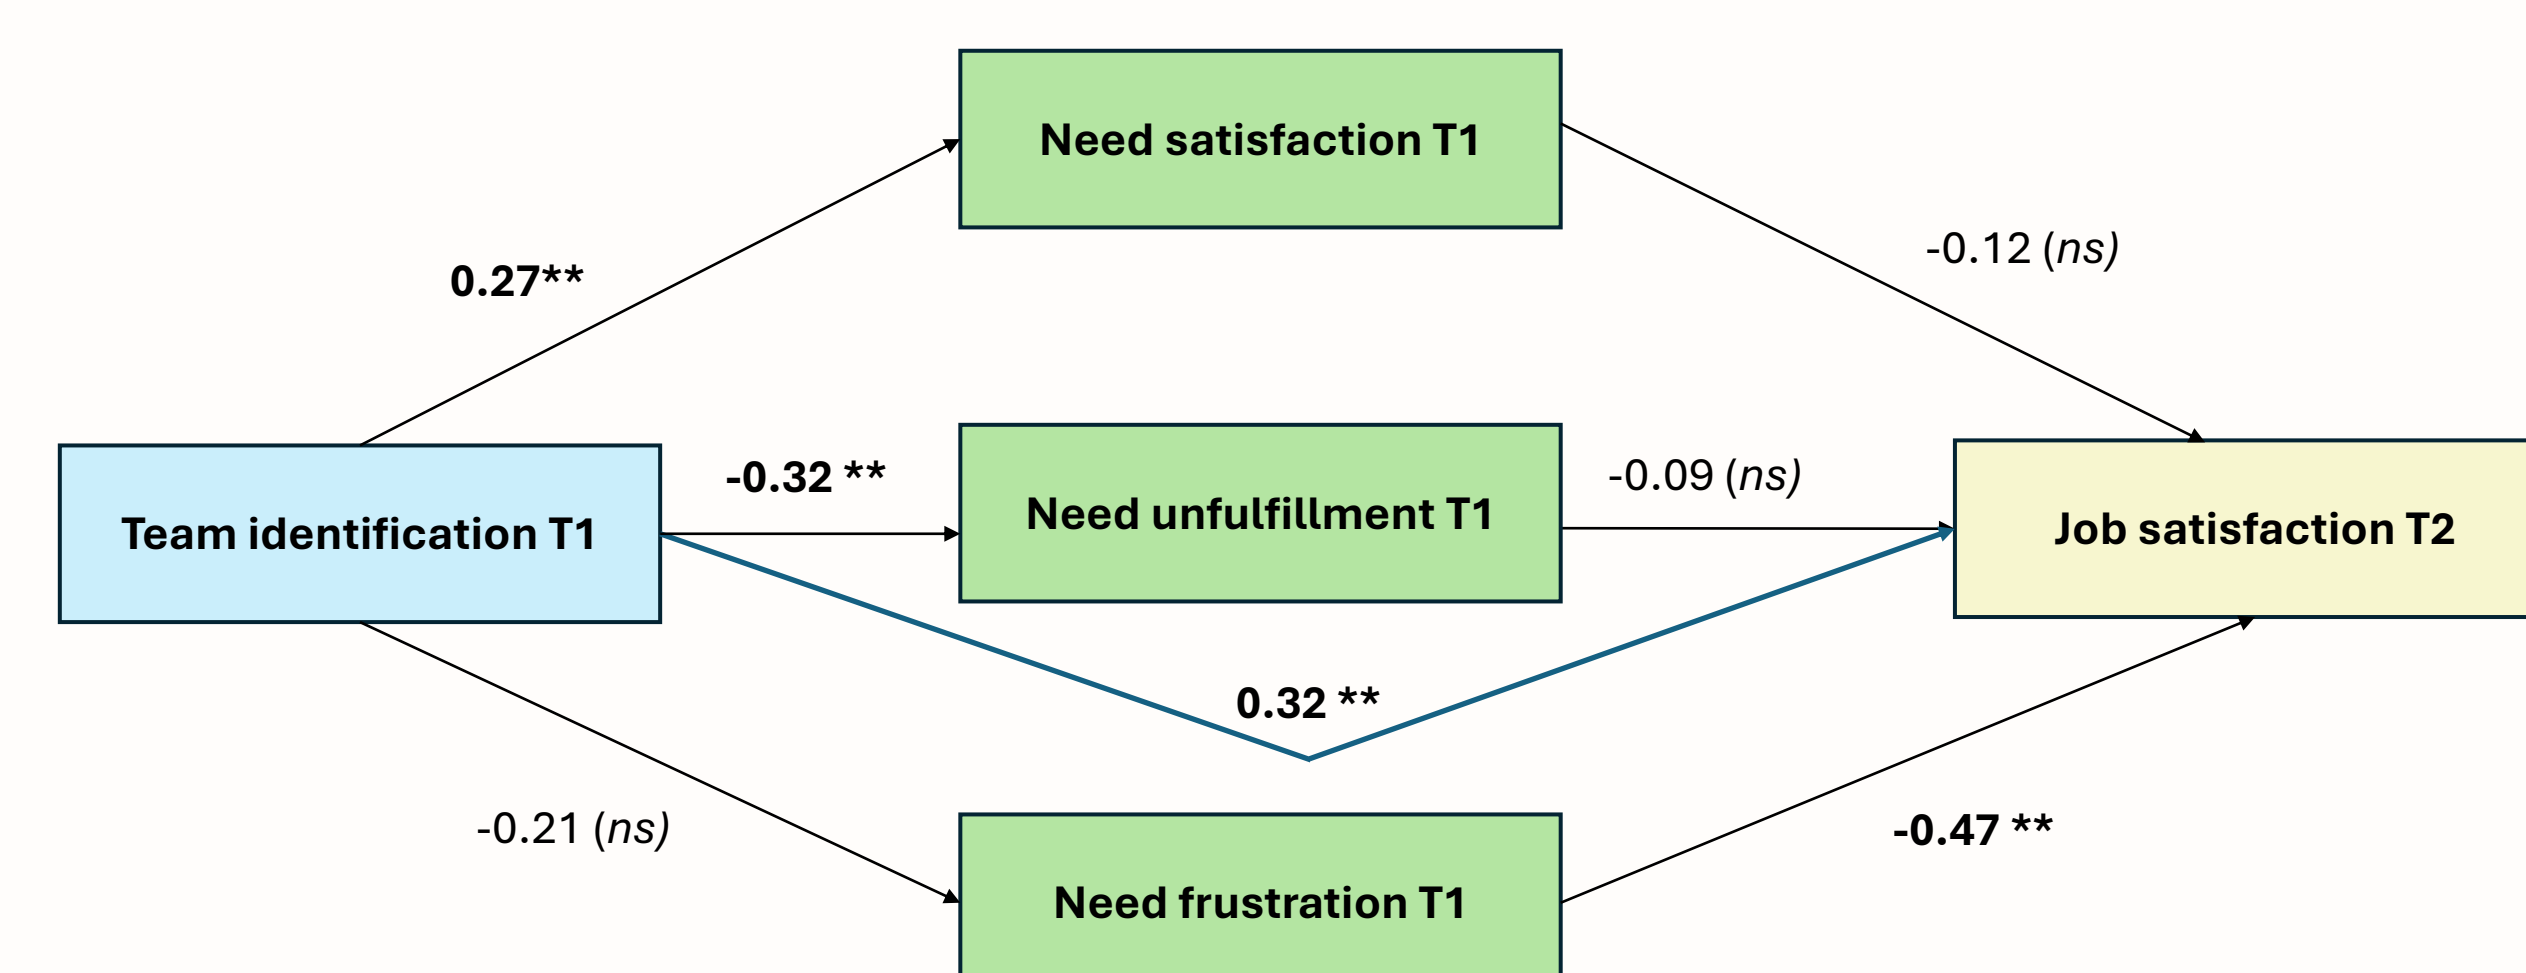 Need satisfaction T1
-0.12 (ns)
0.27**
-0.32 **
Need unfulfillment T1
-0.09 (ns)
Team identification T1
Job satisfaction T2
0.32 **
-0.21 (ns)
-0.47 **
Need frustration T1